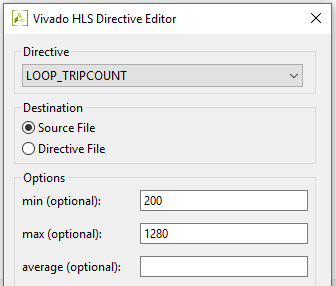 Vivado HLS Directive Editor
Directive
LOOP_TRIPCOUNT
Destination
Source File
Directive File
Options
min (optional): 200
max (optional): 1280
average (optional):